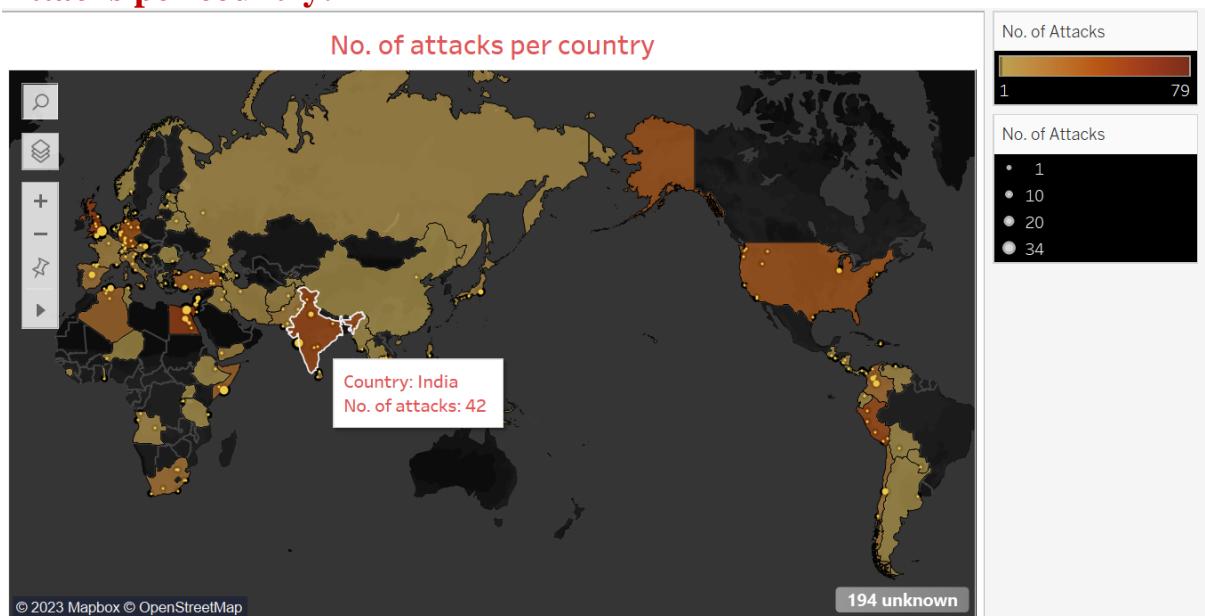 No. of attacks per country
No. of Attacks
1
79
No. of Attacks
1
10
20
34
Country: India
No. of attacks: 42
194 unknown
© 2023 Mapbox © OpenStreetMap